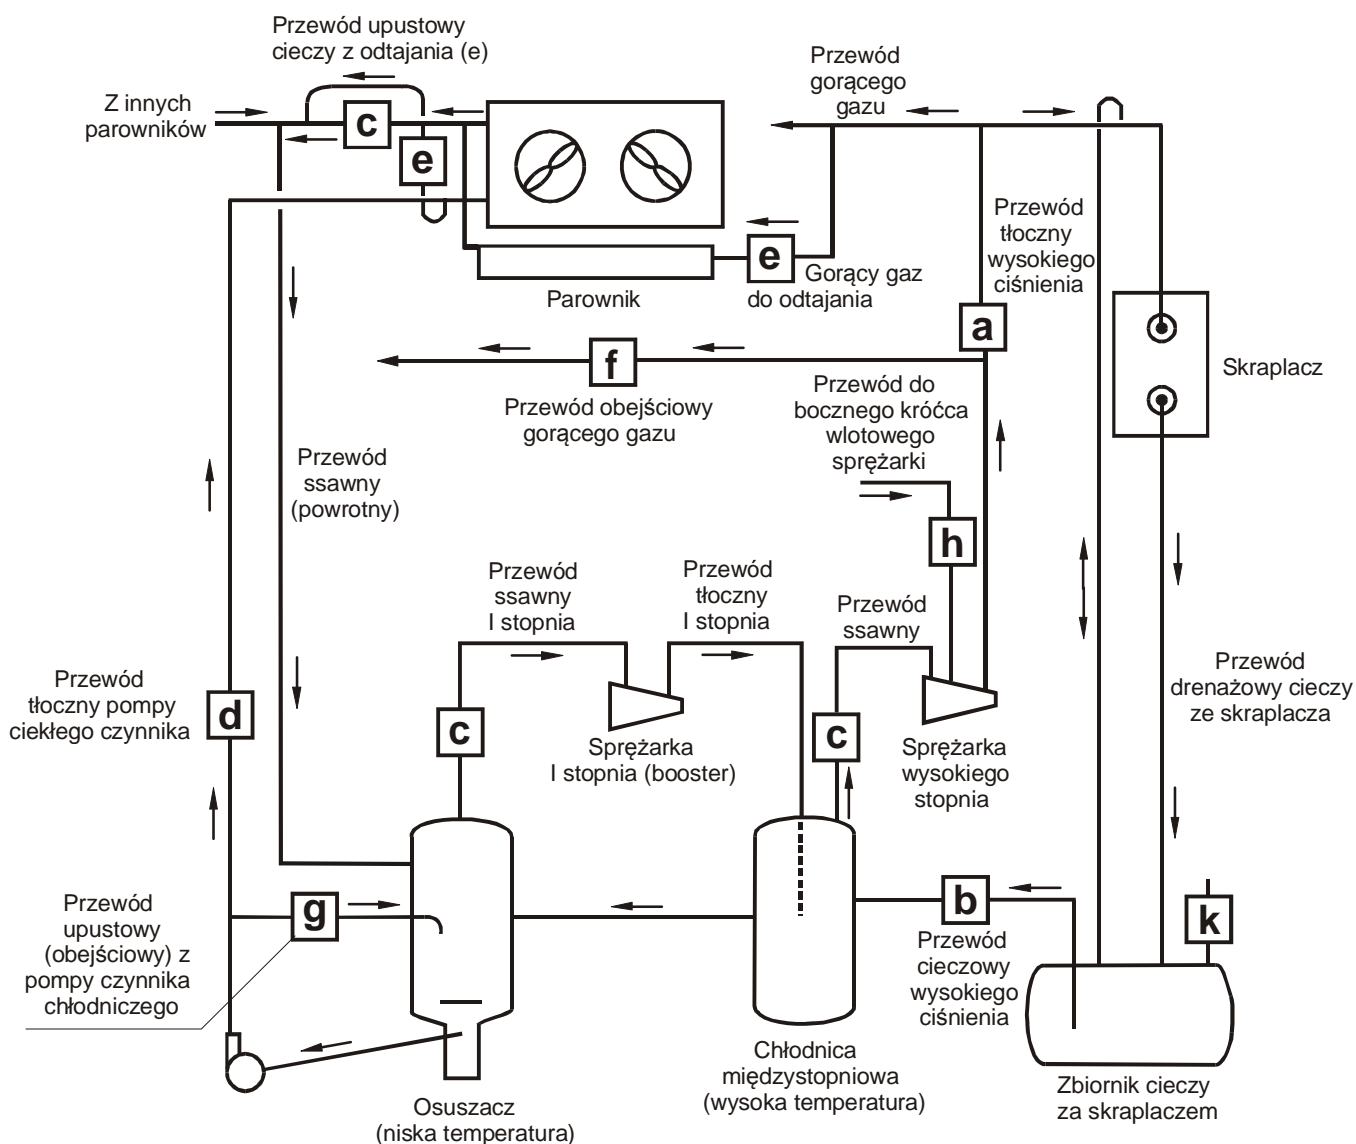 Przewód upustowy
cieczy z odtajania (e)
Z innych
parowników
c
e
Przewód
gorącego
gazu
Przewód
tłoczny
wysokiego
ciśnienia
e
Gorący gaz
do odtajania
Parownik
a
f
Przewód obejściowy
gorącego gazu
Skraplacz
Przewód do
bocznego króćca
wlotowego
sprężarki
h
Przewód
ssawny
(powrotny)
Przewód
ssawny
I stopnia
Przewód
tłoczny
I stopnia
Przewód
ssawny
Przewód
tłoczny pompy
ciekłego czynnika
d
c
Sprężarka
I stopnia (booster)
c
Sprężarka
wysokiego
stopnia
Przewód
drenażowy cieczy
ze skraplacza
Przewód
upustowy
(obejściowy) z
pompy czynnika
chłodniczego
g
b
Przewód
cieczowy
wysokiego
ciśnienia
k
Osuszacz
(niska temperatura)
Chłodnica
międzystopniowa
(wysoka temperatura)
Zbiornik cieczy
za skraplaczem